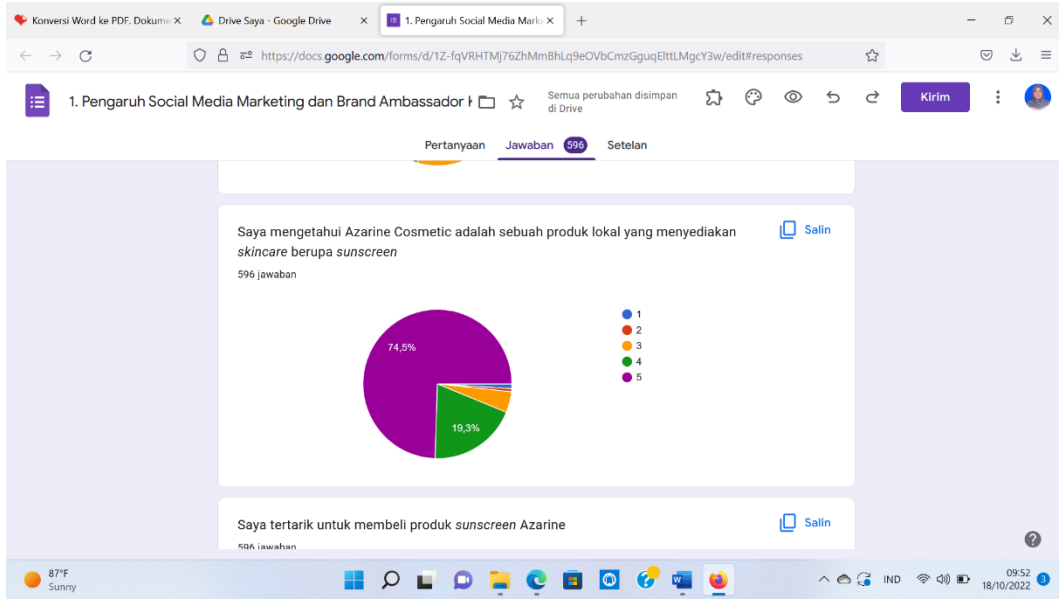 Konversi Word ke PDF. Dokume
Drive Saya - Google Drive
1. Pengaruh Social Media Marke
https://docs.google.com/forms/d/1Z-fqVRHTMj76ZhMmBhLq9eOVbCmzGguqElttLMgcY3w/edit#responses
1. Pengaruh Social Media Marketing dan Brand Ambassador
Semua perubahan disimpan
di Drive
Kirim
Pertanyaan Jawaban 596 Setelan
Saya mengetahui Azarine Cosmetic adalah sebuah produk lokal yang menyediakan
skincare berupa sunscreen
Salin
596 jawaban
74,5%
19,3%
1
2
3
4
5
Saya tertarik untuk membeli produk sunscreen Azarine
Salin
596 jawaban
87°F
Sunny
IND
09:52
18/10/2022
3